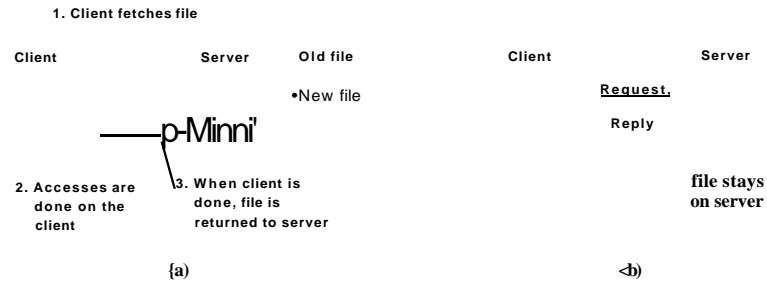 1. Client fetches file
Client Server Old file
•New file
p-Minni'
2. Accesses are
done on the
client
3. When client is
done, file is
returned to server
{a)
Client Server
Request,
Reply
file stays
on server
<b)